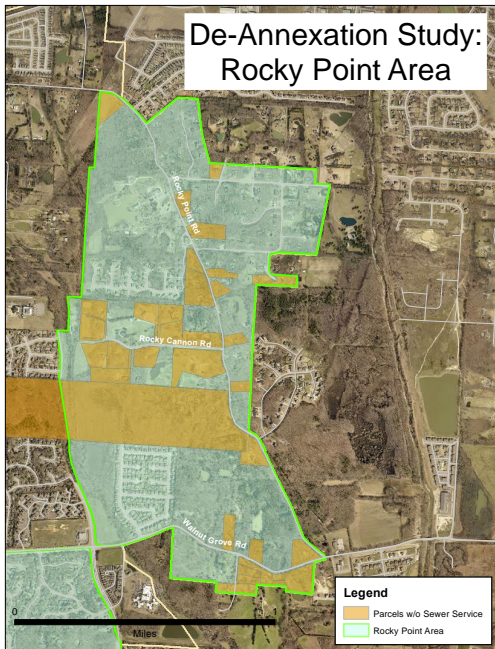 De-Annexation Study:
Rocky Point Area
Rocky Point Rd
Rocky Cannon Rd
Walnut Grove Rd
0
1
Miles
Legend
Parcels w/o Sewer Service
Rocky Point Area